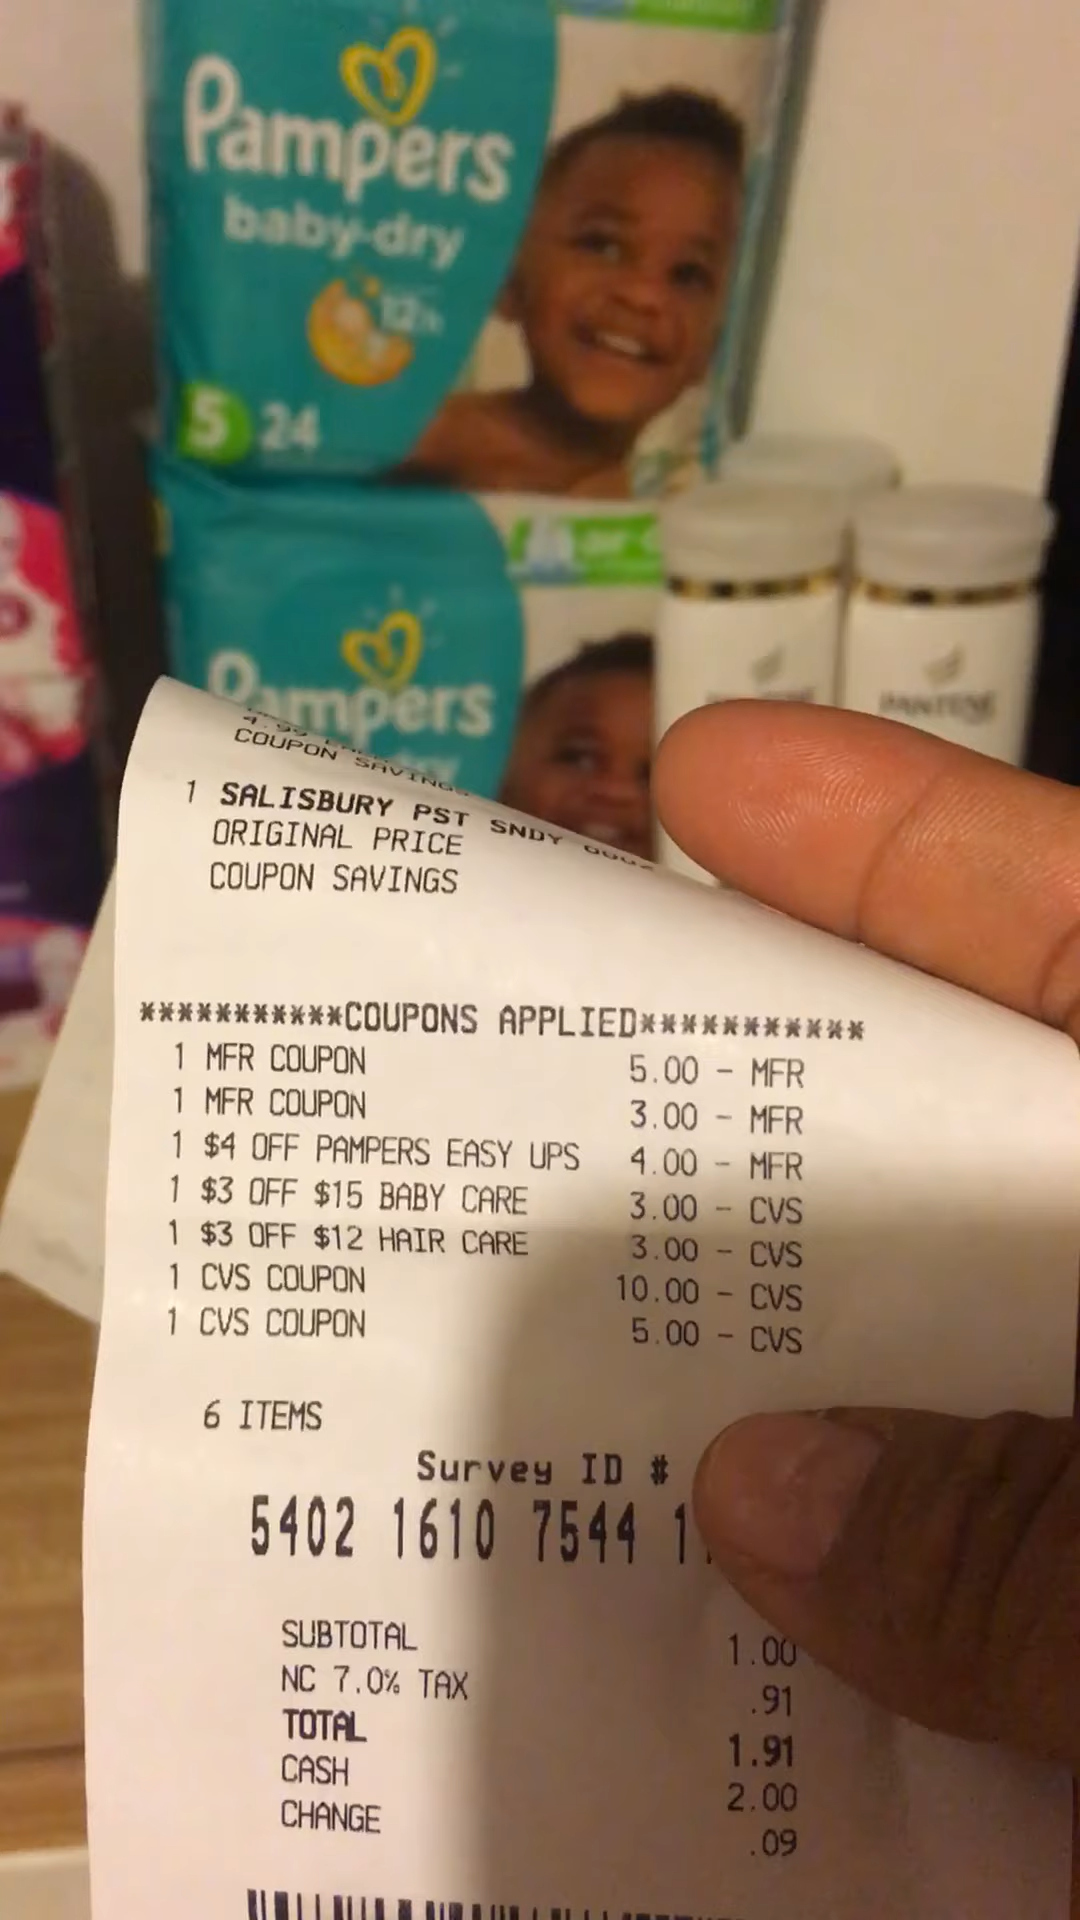 Pampers
baby-dry
12h
5 24
Pampers
PANTENE
COUPON SAVINGS
1 SALISBURY PST SNDY
ORIGINAL PRICE
COUPON SAVINGS
***********COUPONS APPLIED************
1 MFR COUPON 5.00 - MFR
1 MFR COUPON 3.00 - MFR
1 $4 OFF PAMPERS EASY UPS 4.00 - MFR
1 $3 OFF $15 BABY CARE 3.00 - CVS
1 $3 OFF $12 HAIR CARE 3.00 - CVS
1 CVS COUPON 10.00 - CVS
1 CVS COUPON 5.00 - CVS
6 ITEMS
Survey ID #
5402 1610 7544 1
SUBTOTAL 1.00
NC 7.0% TAX .91
TOTAL 1.91
CASH 2.00
CHANGE .09